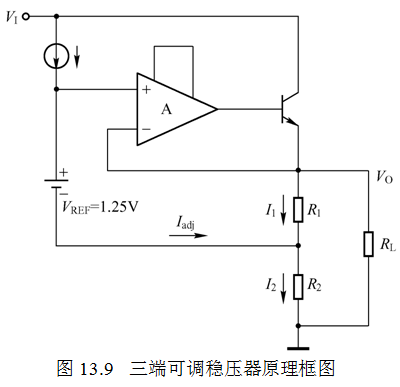 V_I
+
A
−
+
−
V_REF=1.25V
I_adj
I_1
R_1
V_O
R_L
I_2
R_2
图 13.9 三端可调稳压器原理框图